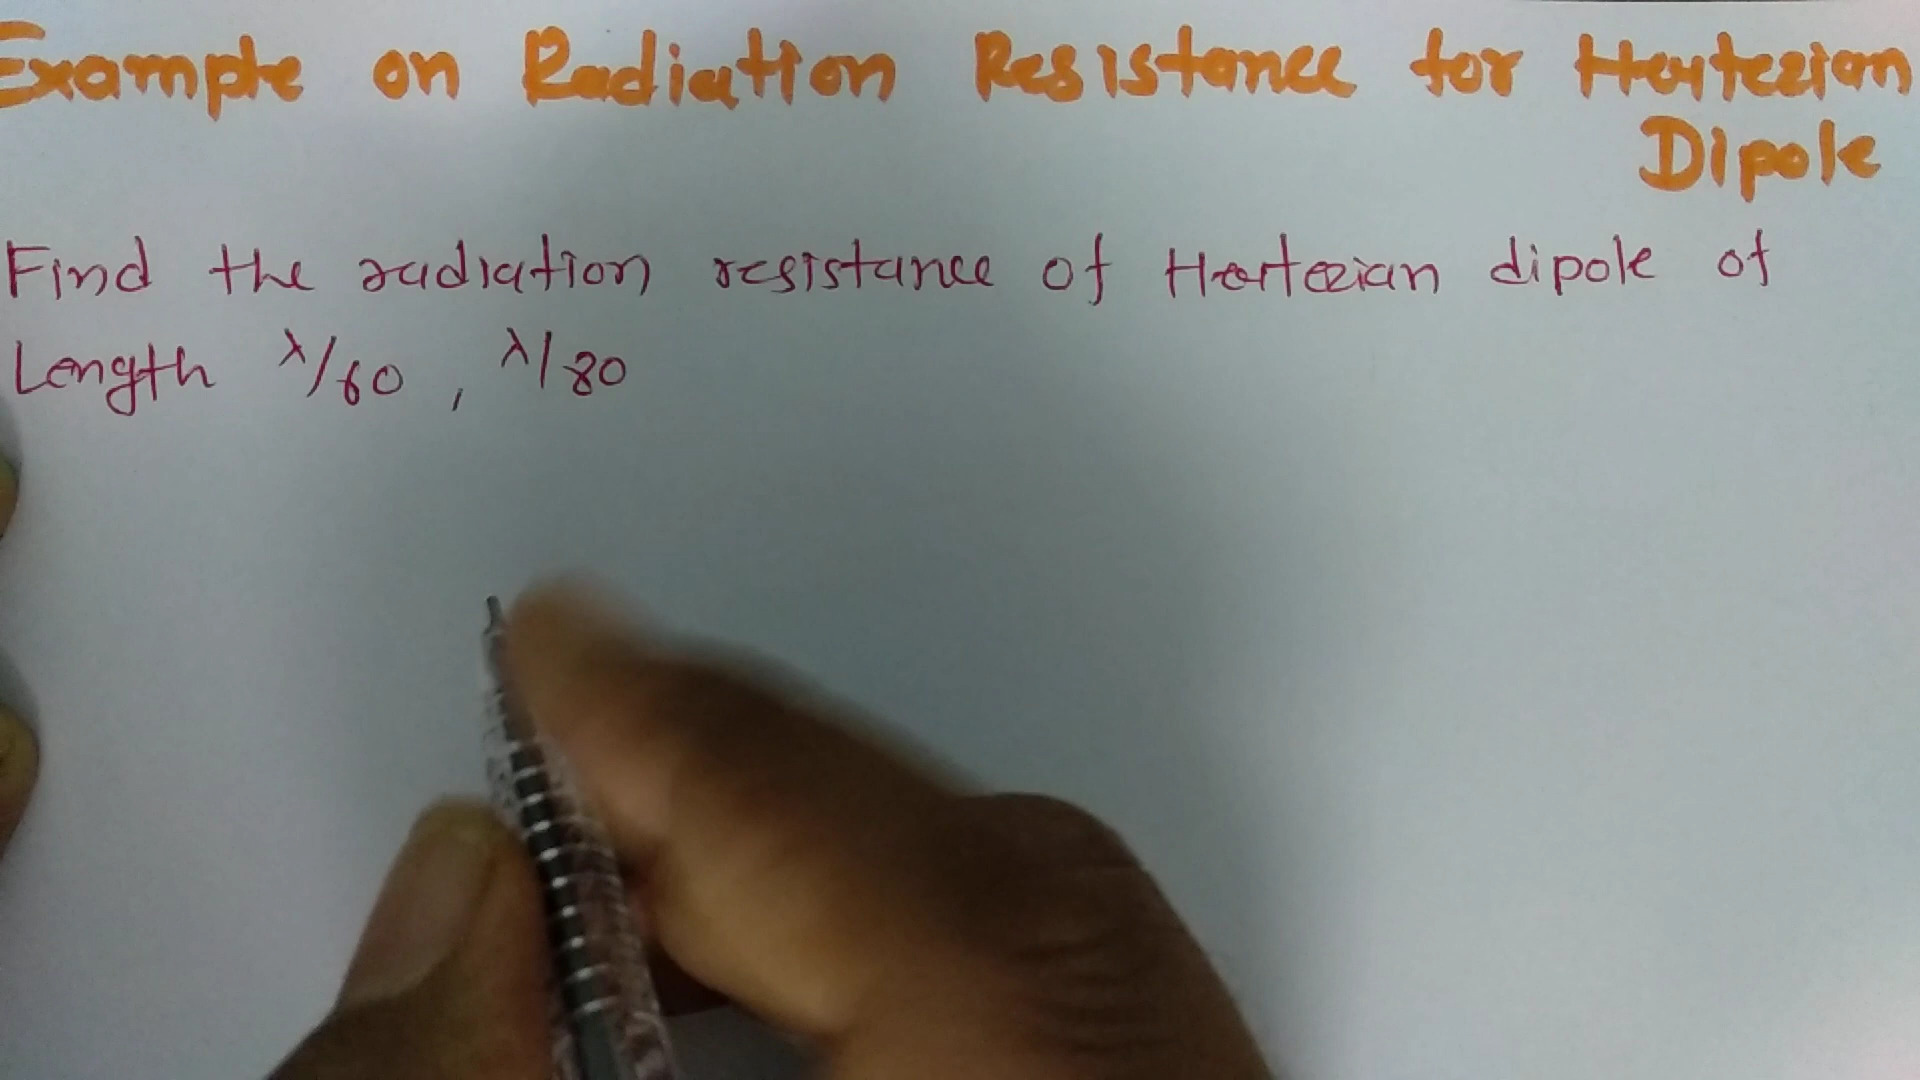 Example on Radiation Resistance for Hertezian
Dipole
Find the radiation resistance of Hertezian dipole of
Length λ/60 , λ/80